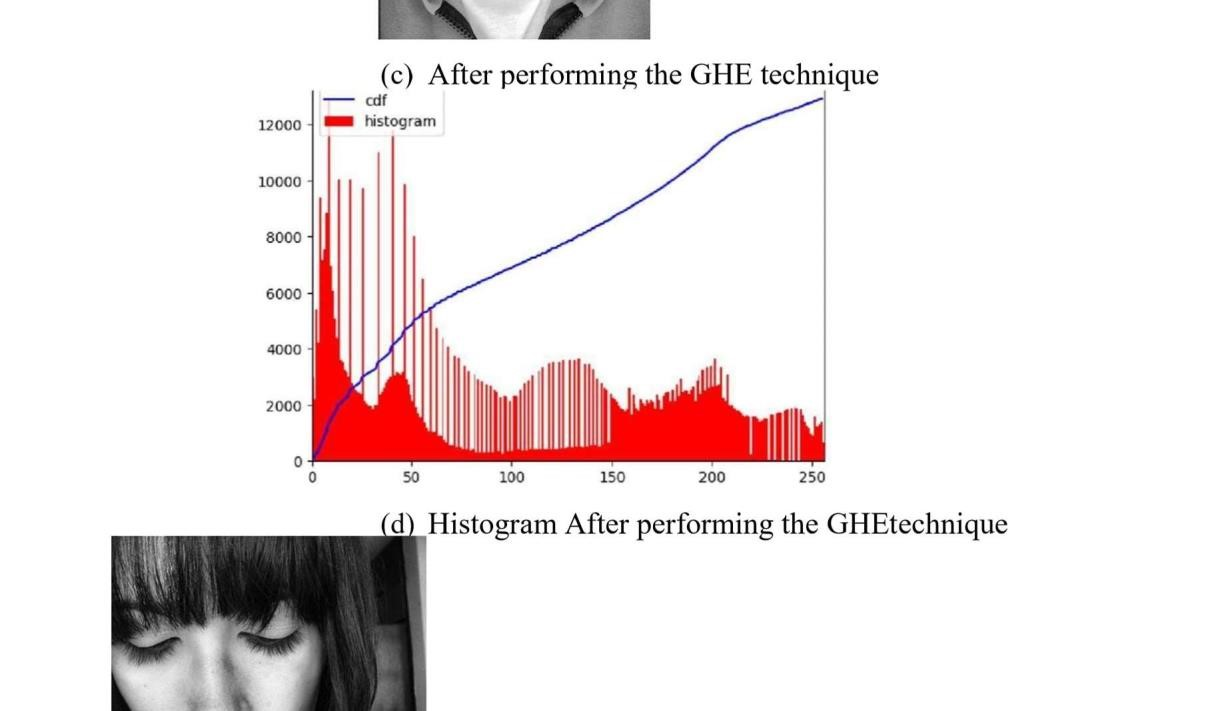 (c) After performing the GHE technique
cdf
histogram
12000
10000
8000
6000
4000
2000
0
0 50 100 150 200 250
(d) Histogram After performing the GHEtechnique